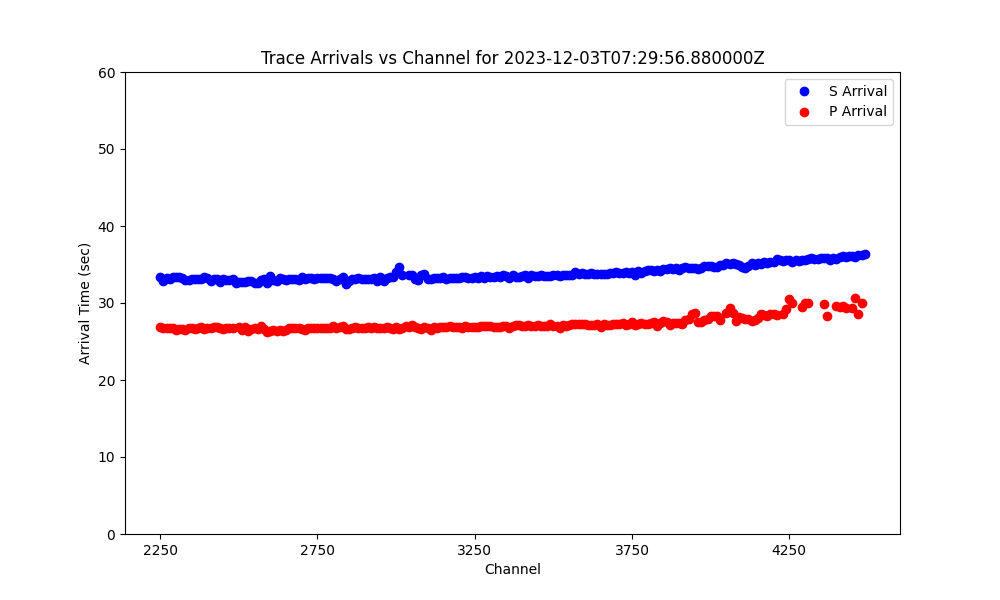 Trace Arrivals vs Channel for 2023-12-03T07:29:56.880000Z
60
50
40
30
20
10
0
Arrival Time (sec)
S Arrival
P Arrival
2250
2750
3250
3750
4250
Channel